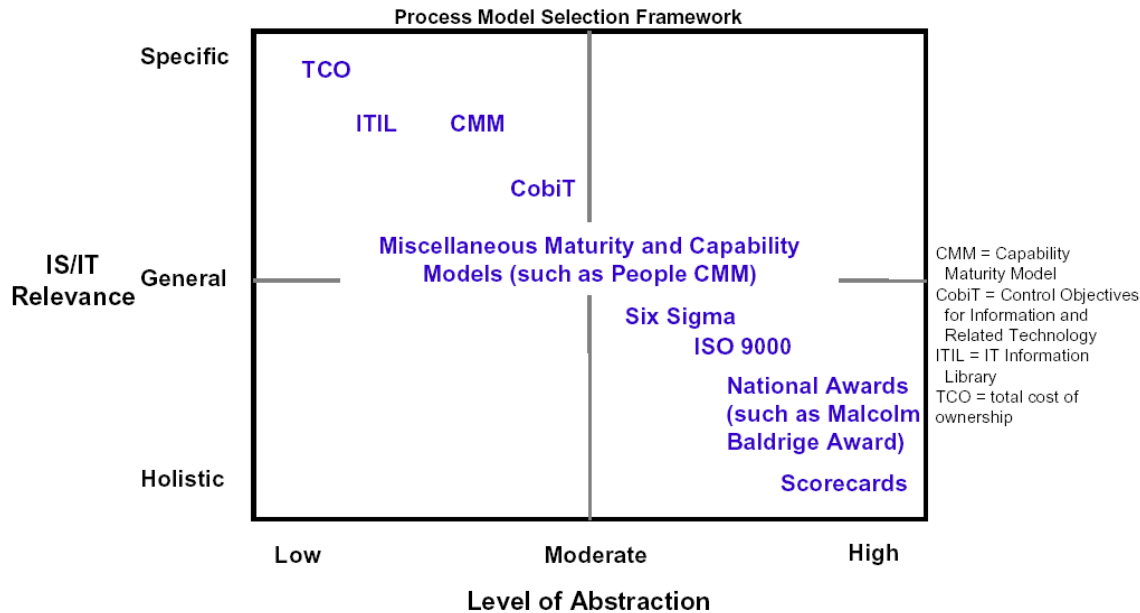 Process Model Selection Framework
Specific
TCO
ITIL
CMM
CobiT
Miscellaneous Maturity and Capability
Models (such as People CMM)
IS/IT
Relevance
General
Six Sigma
ISO 9000
National Awards
(such as Malcolm
Baldrige Award)
Holistic
Scorecards
CMM = Capability
Maturity Model
CobiT = Control Objectives
for Information and
Related Technology
ITIL = IT Information
Library
TCO = total cost of
ownership
Low
Moderate
High
Level of Abstraction